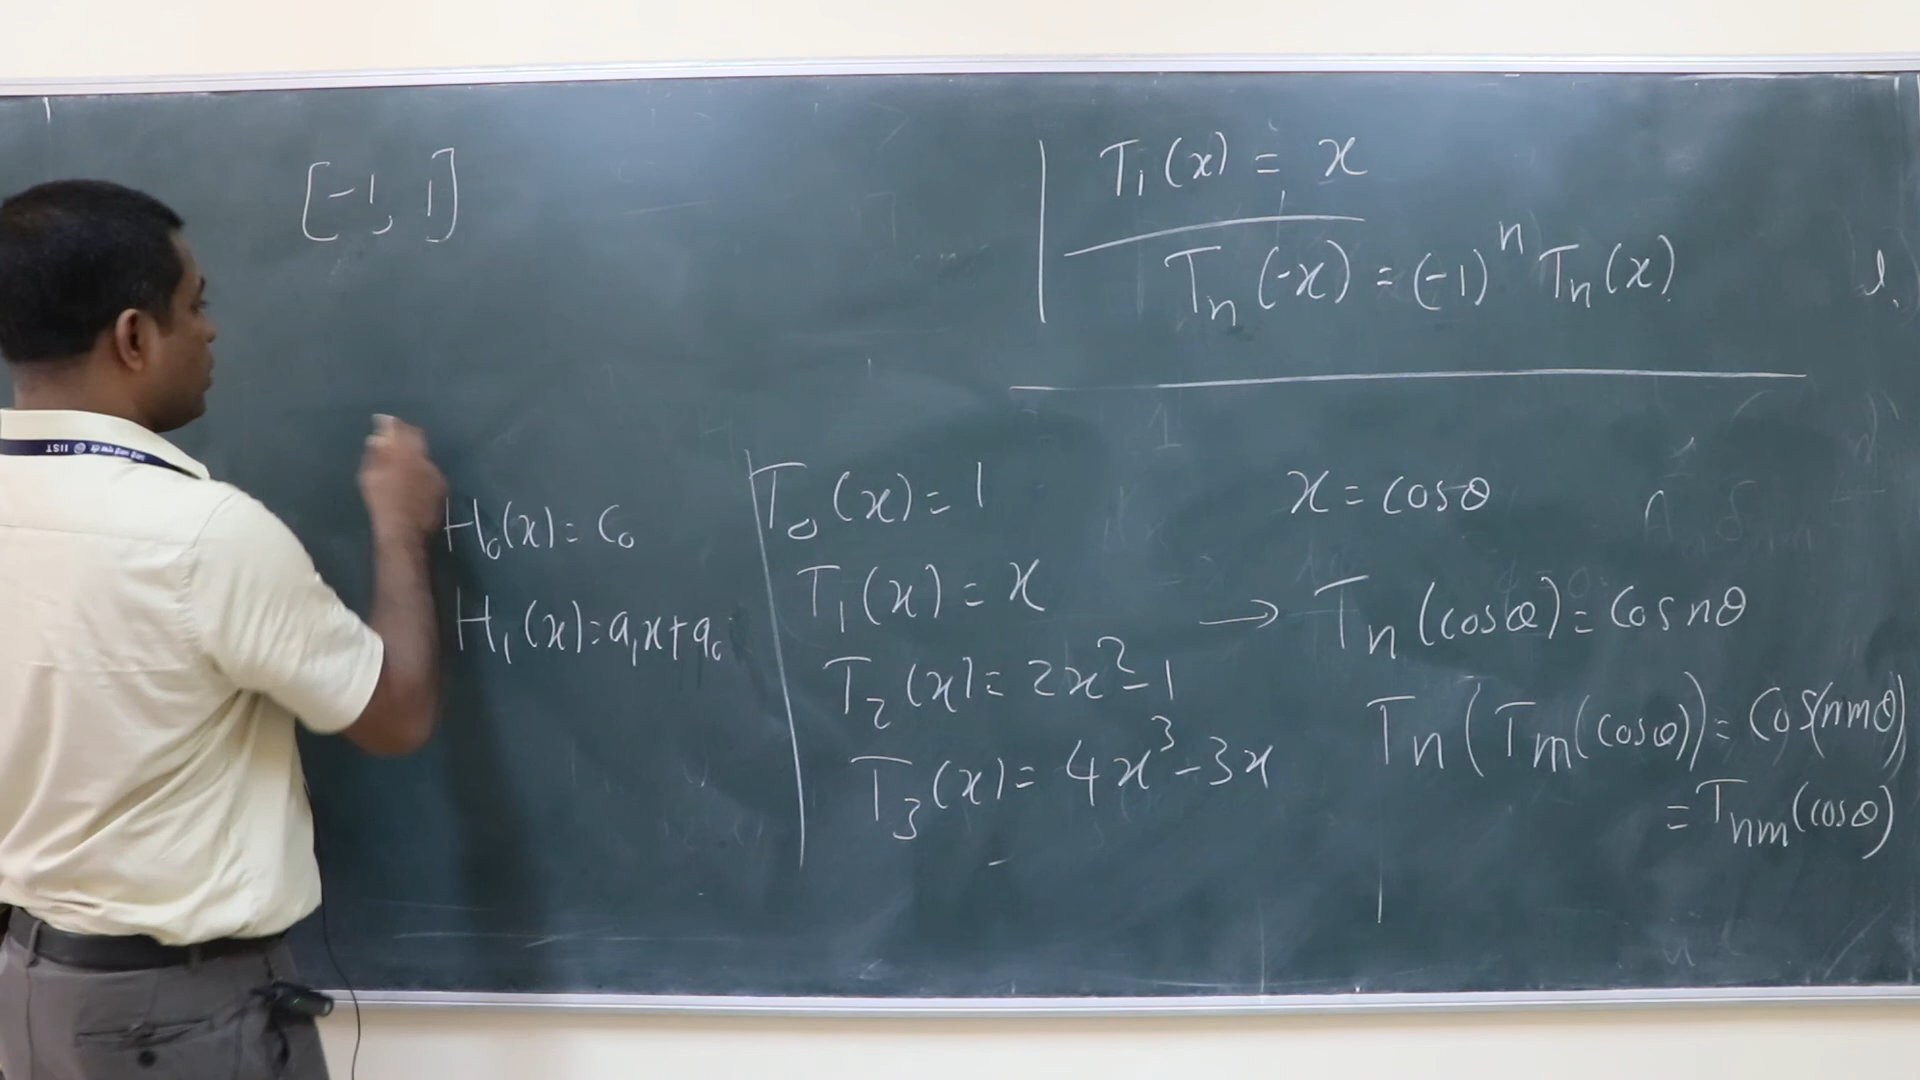 [-1, 1]
T₁(x) = x
Tₙ(-x) = (-1)ⁿ Tₙ(x)
H₀(x) = C₀
H₁(x) = a₁x + a₀
T₀(x) = 1
T₁(x) = x
T₂(x) = 2x² - 1
T₃(x) = 4x³ - 3x
x = cosθ
→ Tₙ(cosθ) = Cos nθ
Tₙ(Tₘ(cosθ)) = Cos(nmθ)
= Tₙₘ(cosθ)
IIST